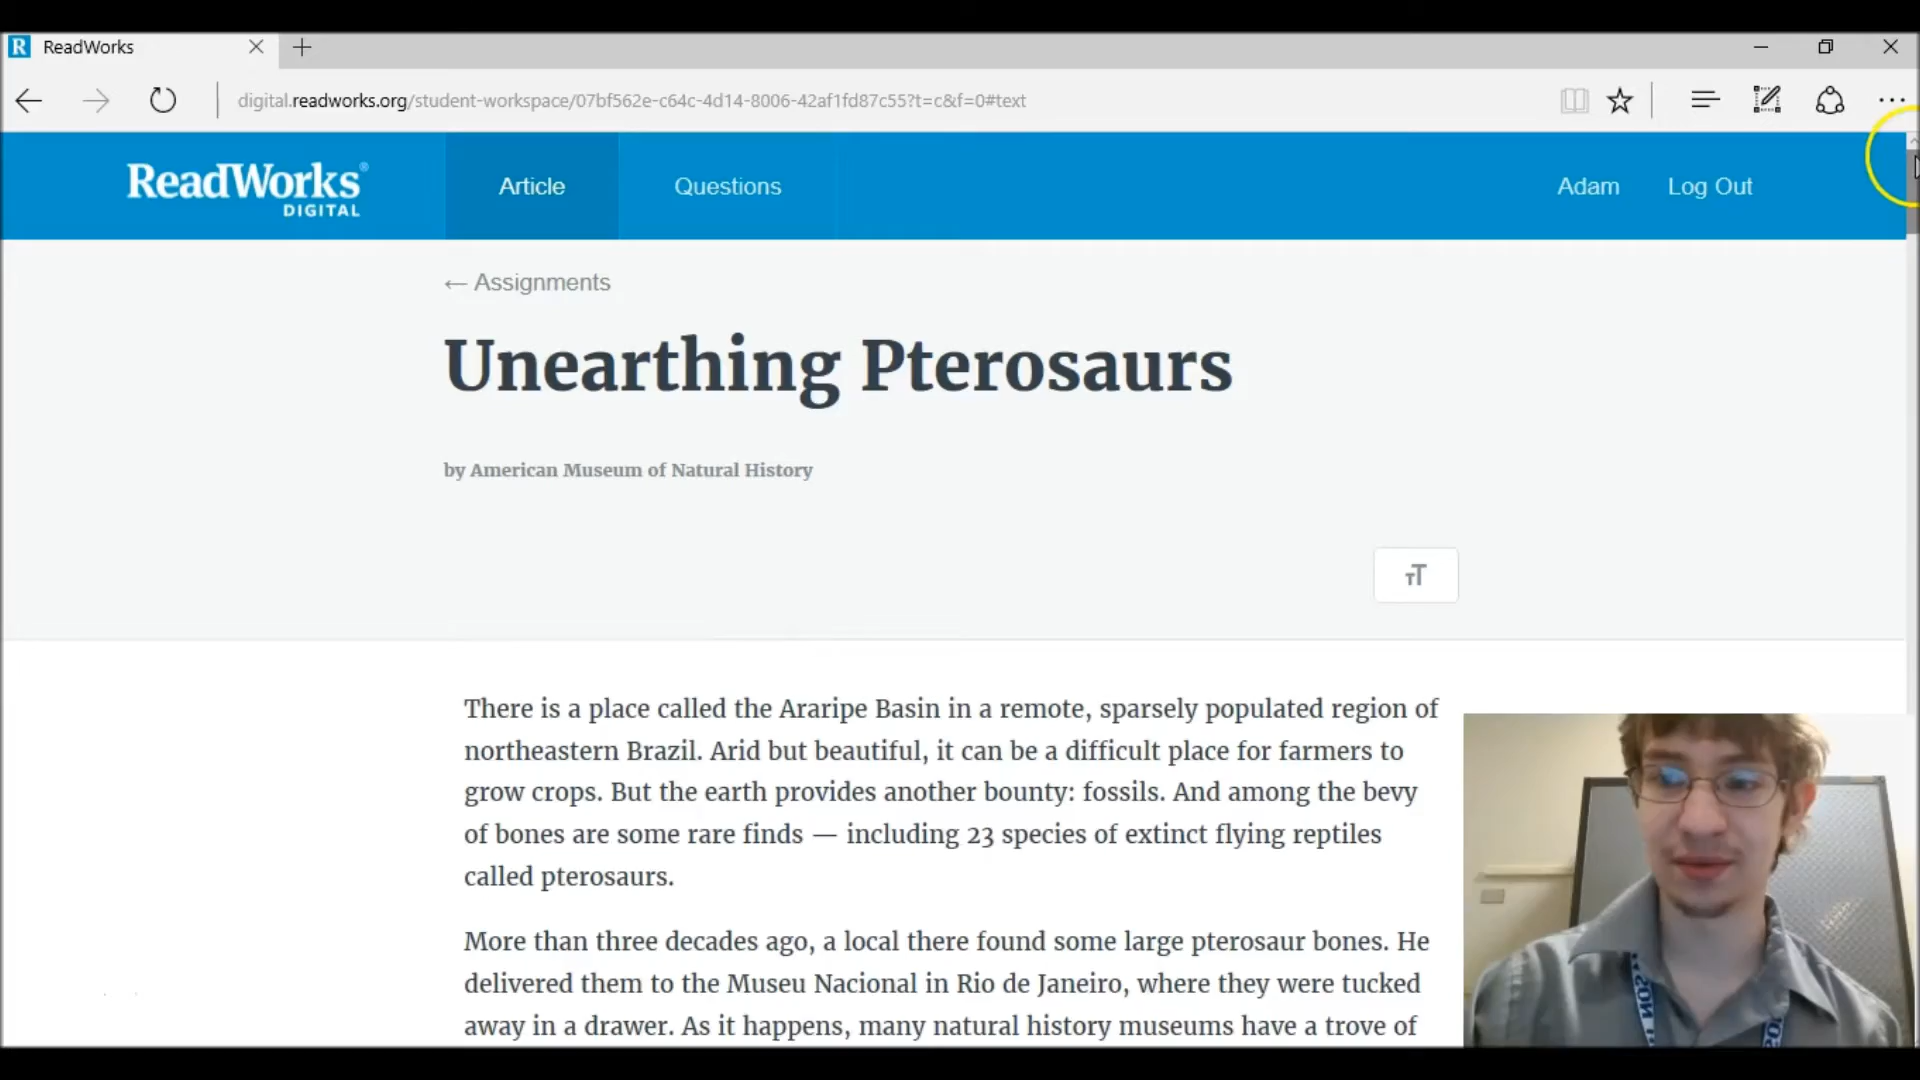 R ReadWorks
digital.readworks.org/student-workspace/07bf562e-c64c-4d14-8006-42af1fd87c55?t=c&f=0#text
ReadWorks®
DIGITAL
Article
Questions
Adam
Log Out
← Assignments
Unearthing Pterosaurs
by American Museum of Natural History
TT
There is a place called the Araripe Basin in a remote, sparsely populated region of
northeastern Brazil. Arid but beautiful, it can be a difficult place for farmers to
grow crops. But the earth provides another bounty: fossils. And among the bevy
of bones are some rare finds — including 23 species of extinct flying reptiles
called pterosaurs.
More than three decades ago, a local there found some large pterosaur bones. He
delivered them to the Museu Nacional in Rio de Janeiro, where they were tucked
away in a drawer. As it happens, many natural history museums have a trove of